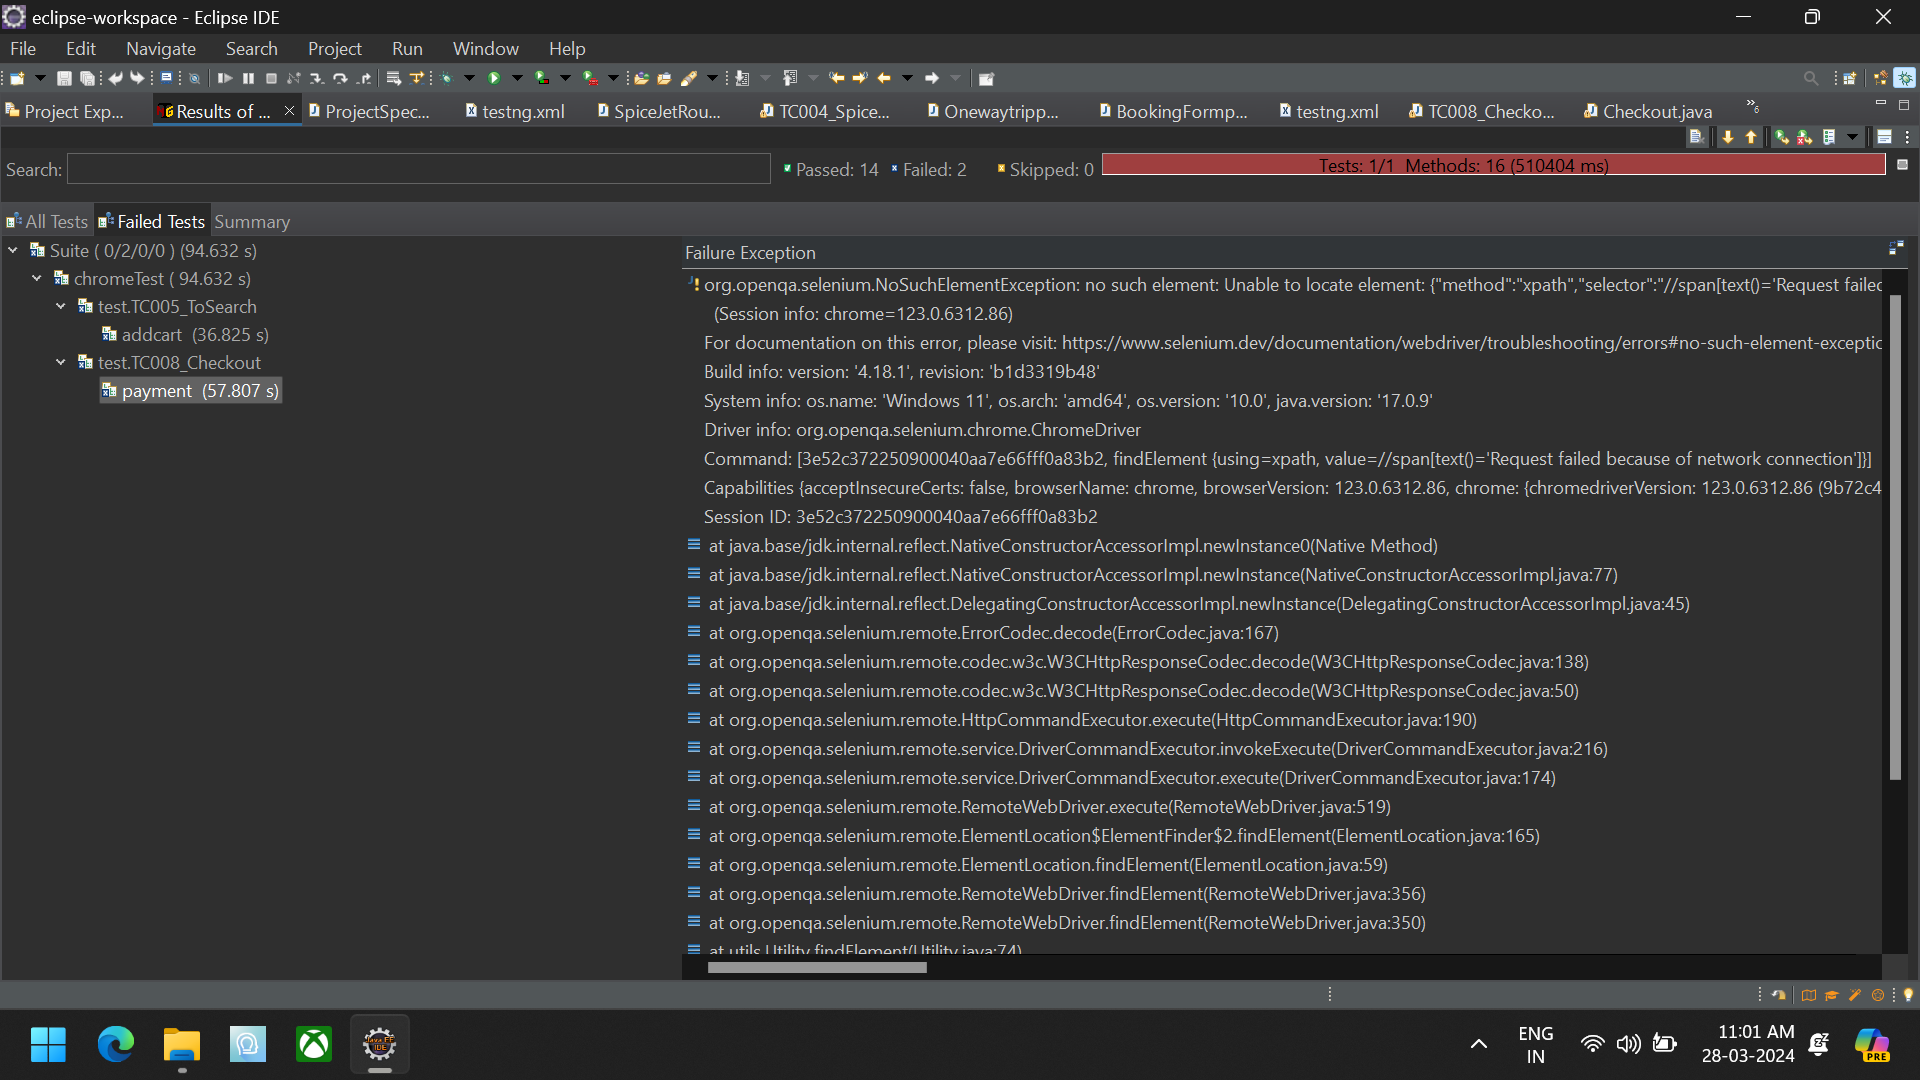 eclipse-workspace - Eclipse IDE
File Edit Navigate Search Project Run Window Help
Project Exp... Results of ... ProjectSpec... testng.xml SpiceJetRou... TC004_Spice... Onewaytripp... BookingFormp... testng.xml TC008_Checko... Checkout.java »6
Search: Passed: 14 Failed: 2 Skipped: 0 Tests: 1/1 Methods: 16 (510404 ms)
All Tests Failed Tests Summary
Suite ( 0/2/0/0 ) (94.632 s)
chromeTest ( 94.632 s)
test.TC005_ToSearch
addcart (36.825 s)
test.TC008_Checkout
payment (57.807 s)
Failure Exception
org.openqa.selenium.NoSuchElementException: no such element: Unable to locate element: {"method":"xpath","selector":"//span[text()='Request failed
(Session info: chrome=123.0.6312.86)
For documentation on this error, please visit: https://www.selenium.dev/documentation/webdriver/troubleshooting/errors#no-such-element-exceptic
Build info: version: '4.18.1', revision: 'b1d3319b48'
System info: os.name: 'Windows 11', os.arch: 'amd64', os.version: '10.0', java.version: '17.0.9'
Driver info: org.openqa.selenium.chrome.ChromeDriver
Command: [3e52c372250900040aa7e66fff0a83b2, findElement {using=xpath, value=//span[text()='Request failed because of network connection']}]
Capabilities {acceptInsecureCerts: false, browserName: chrome, browserVersion: 123.0.6312.86, chrome: {chromedriverVersion: 123.0.6312.86 (9b72c4
Session ID: 3e52c372250900040aa7e66fff0a83b2
at java.base/jdk.internal.reflect.NativeConstructorAccessorImpl.newInstance0(Native Method)
at java.base/jdk.internal.reflect.NativeConstructorAccessorImpl.newInstance(NativeConstructorAccessorImpl.java:77)
at java.base/jdk.internal.reflect.DelegatingConstructorAccessorImpl.newInstance(DelegatingConstructorAccessorImpl.java:45)
at org.openqa.selenium.remote.ErrorCodec.decode(ErrorCodec.java:167)
at org.openqa.selenium.remote.codec.w3c.W3CHttpResponseCodec.decode(W3CHttpResponseCodec.java:138)
at org.openqa.selenium.remote.codec.w3c.W3CHttpResponseCodec.decode(W3CHttpResponseCodec.java:50)
at org.openqa.selenium.remote.HttpCommandExecutor.execute(HttpCommandExecutor.java:190)
at org.openqa.selenium.remote.service.DriverCommandExecutor.invokeExecute(DriverCommandExecutor.java:216)
at org.openqa.selenium.remote.service.DriverCommandExecutor.execute(DriverCommandExecutor.java:174)
at org.openqa.selenium.remote.RemoteWebDriver.execute(RemoteWebDriver.java:519)
at org.openqa.selenium.remote.ElementLocation$ElementFinder$2.findElement(ElementLocation.java:165)
at org.openqa.selenium.remote.ElementLocation.findElement(ElementLocation.java:59)
at org.openqa.selenium.remote.RemoteWebDriver.findElement(RemoteWebDriver.java:356)
at org.openqa.selenium.remote.RemoteWebDriver.findElement(RemoteWebDriver.java:350)
at utils.Utility.findElement(Utility.java:74)
Java EE
IDE
ENG
IN
11:01 AM
28-03-2024
PRE